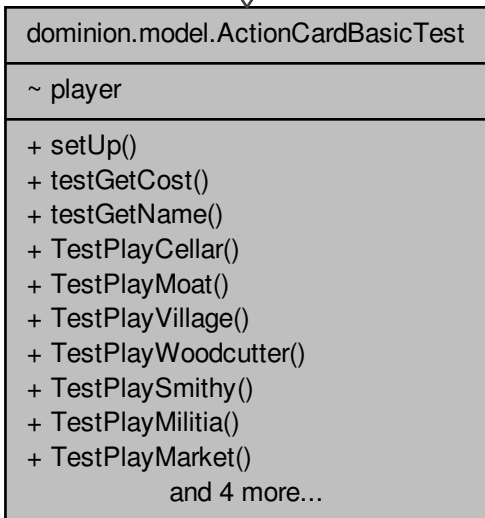 dominion.model.ActionCardBasicTest
~ player
+ setUp()
+ testGetCost()
+ testGetName()
+ TestPlayCellar()
+ TestPlayMoat()
+ TestPlayVillage()
+ TestPlayWoodcutter()
+ TestPlaySmithy()
+ TestPlayMilitia()
+ TestPlayMarket()
and 4 more...